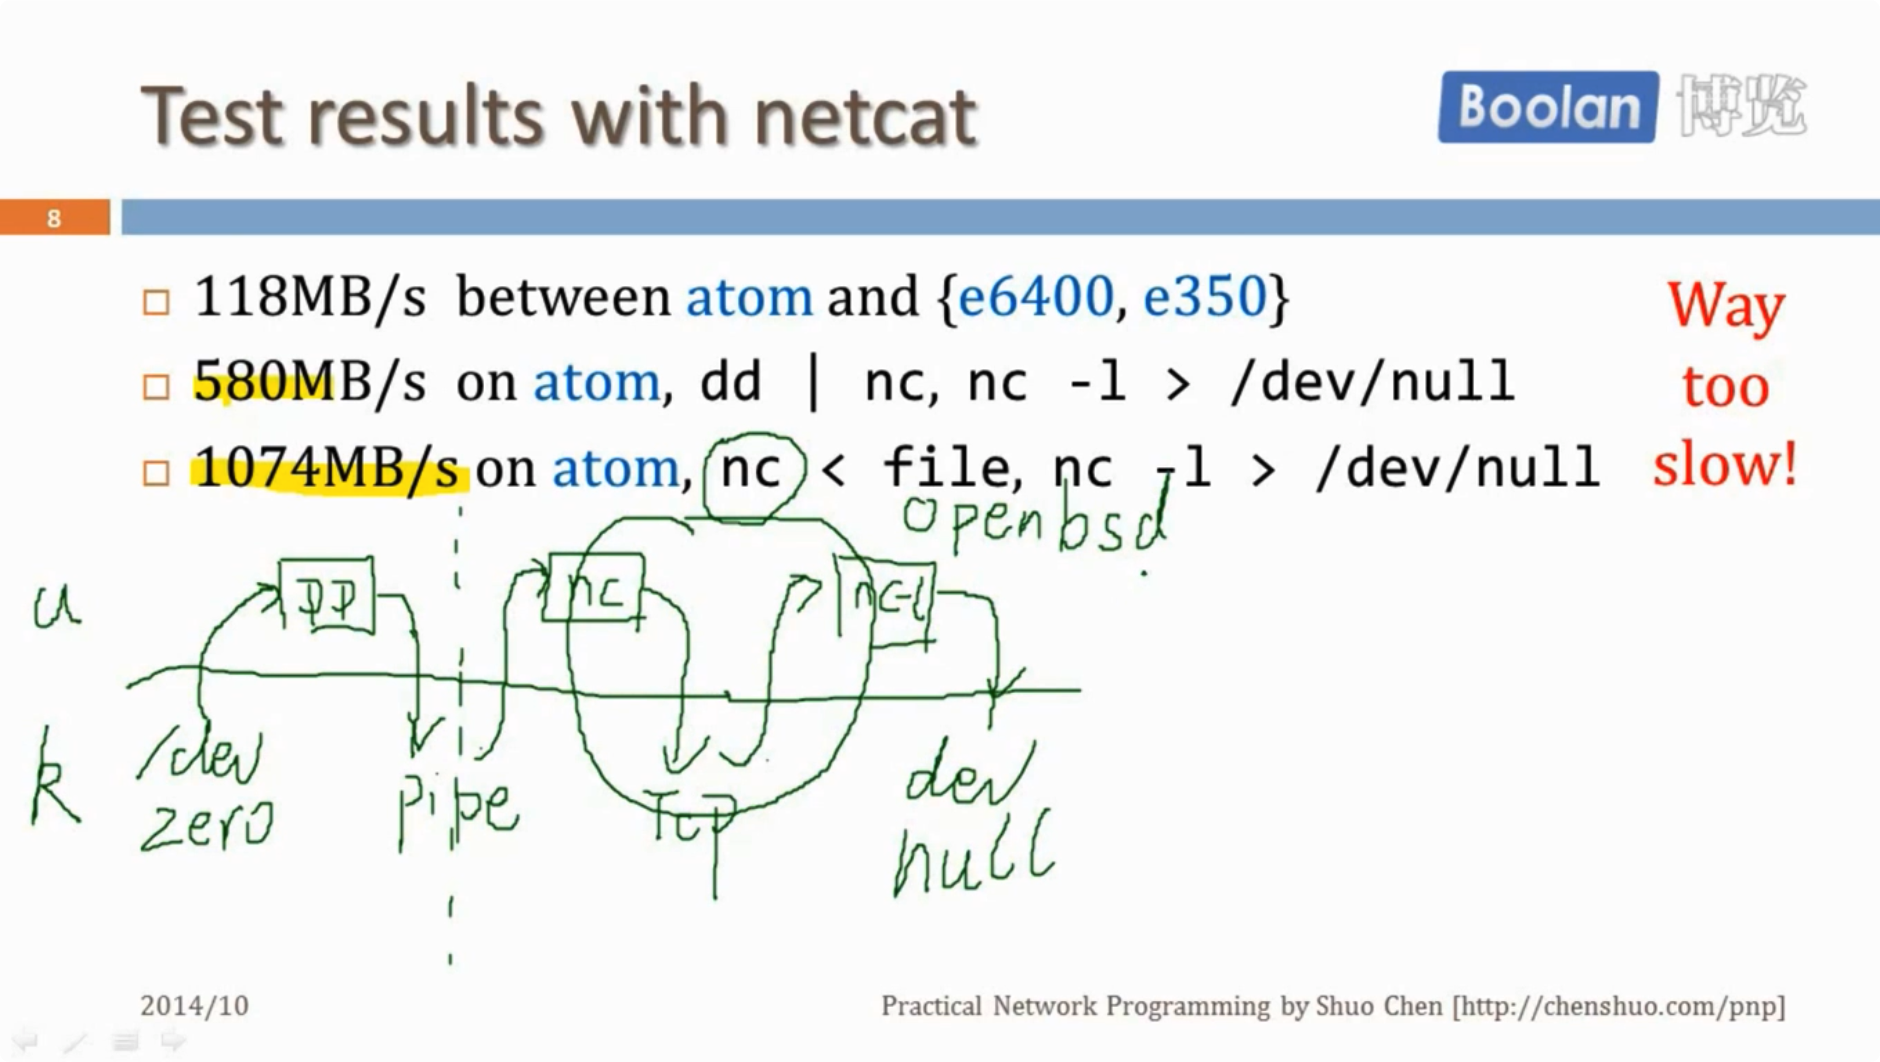 Test results with netcat
Boolan 博览
8
118MB/s between atom and {e6400, e350}
580MB/s on atom, dd | nc, nc -l > /dev/null
1074MB/s on atom, nc < file, nc -l > /dev/null
Way
too
slow!
openbsd
u
DD
nc
nc-l
k
/dev
zero
pipe
TCP
dev
null
2014/10
Practical Network Programming by Shuo Chen [http://chenshuo.com/pnp]